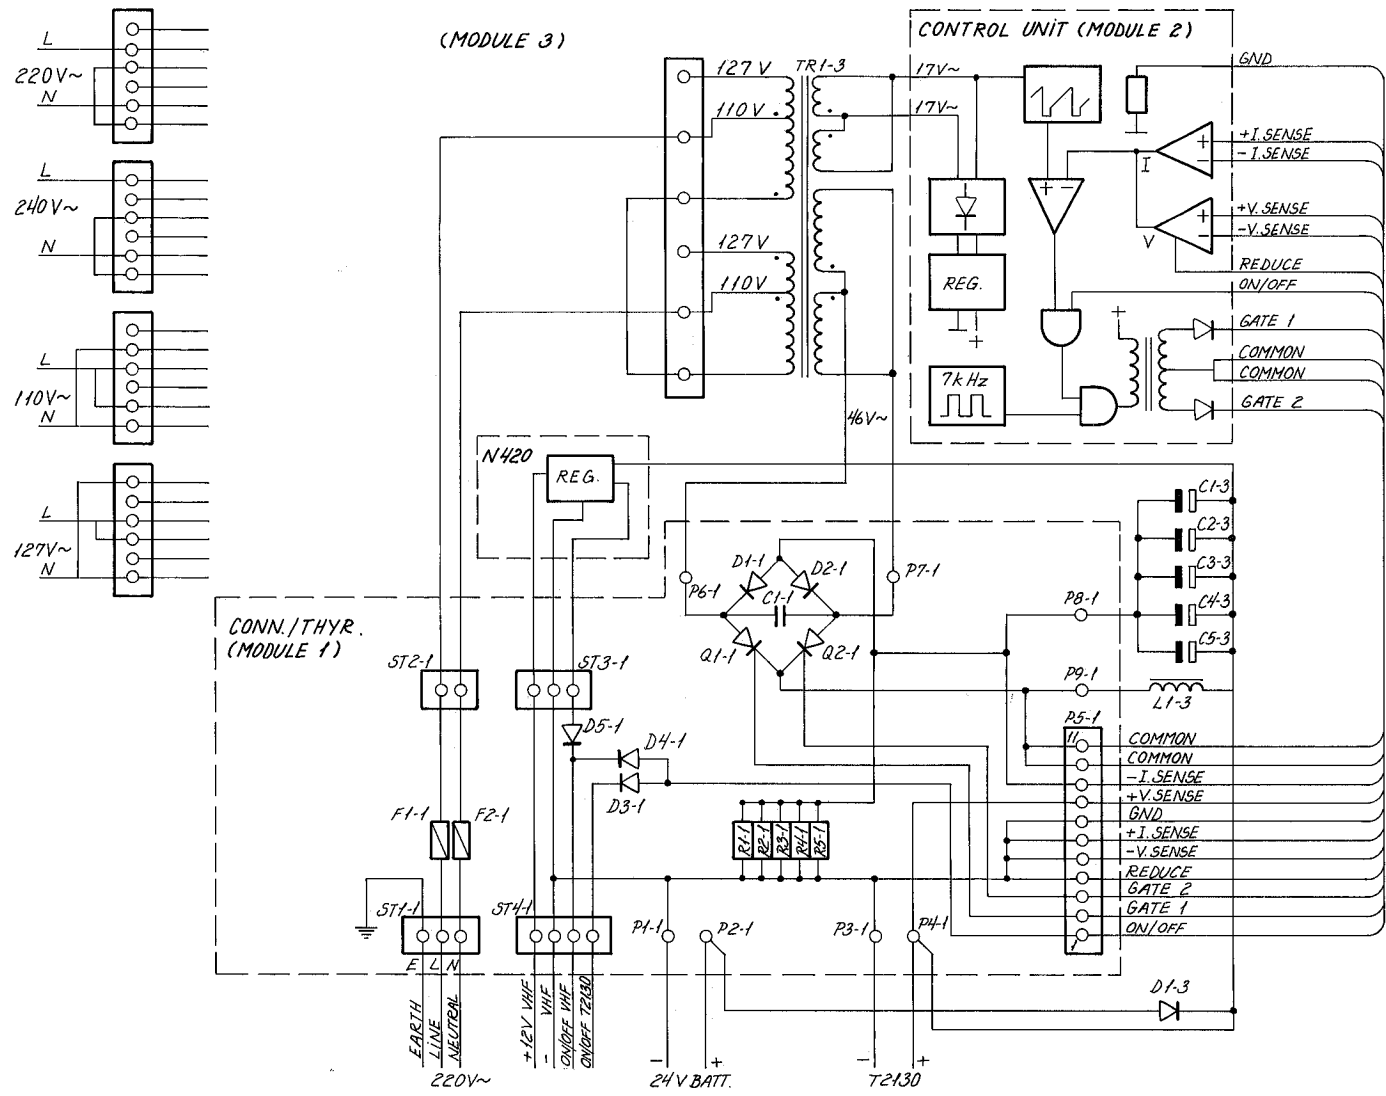 L
220V~
N
L
240V~
N
L
110V~
N
L
127V~
N
(MODULE 3)
127 V
110V
127V
110V
TR1-3
17V~
17V~
46V~
CONTROL UNIT (MODULE 2)
I
V
+ -
+
-
+
-
REG.
+
+
7kHz
GND
+I.SENSE
-I.SENSE
+V.SENSE
-V.SENSE
REDUCE
ON/OFF
GATE 1
COMMON
COMMON
GATE 2
N420
REG.
C1-3
C2-3
C3-3
C4-3
C5-3
CONN./THYR.
(MODULE 1)
ST2-1
ST3-1
P6-1
D1-1
D2-1
C1-1
P7-1
Q1-1
Q2-1
P8-1
P9-1
L1-3
D5-1
D4-1
D3-1
F1-1
F2-1
R1-1
R2-1
R3-1
R4-1
R5-1
P5-1
11
COMMON
COMMON
-I.SENSE
+V.SENSE
GND
+I.SENSE
-V.SENSE
REDUCE
GATE 2
GATE 1
ON/OFF
1
ST1-1
ST4-1
P1-1
P2-1
P3-1
P4-1
E L N
EARTH
LINE
NEUTRAL
220V~
+12V VHF
- VHF
ON/OFF VHF
ON/OFF T2130
D1-3
- +
24V BATT.
- +
T2130